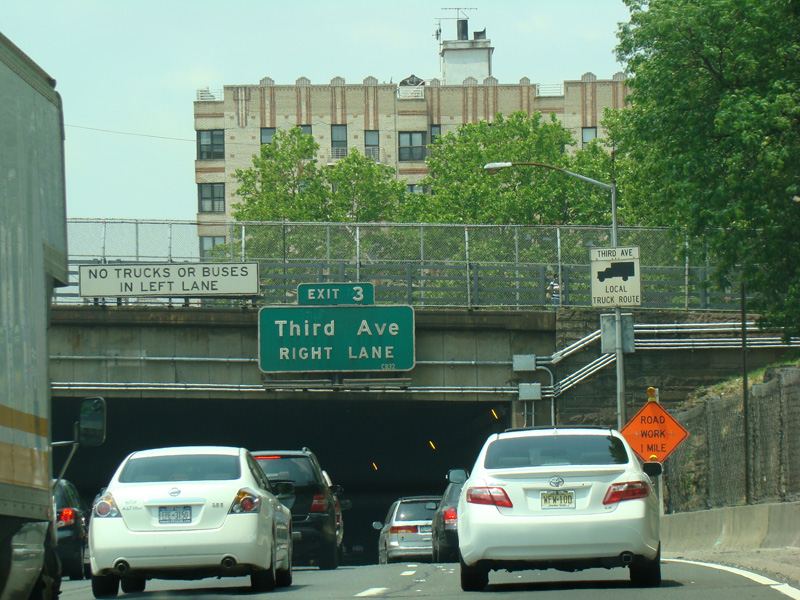 NO TRUCKS OR BUSES
IN LEFT LANE
EXIT 3
Third Ave
RIGHT LANE
THIRD AVE
LOCAL
TRUCK ROUTE
ROAD
WORK
1 MILE